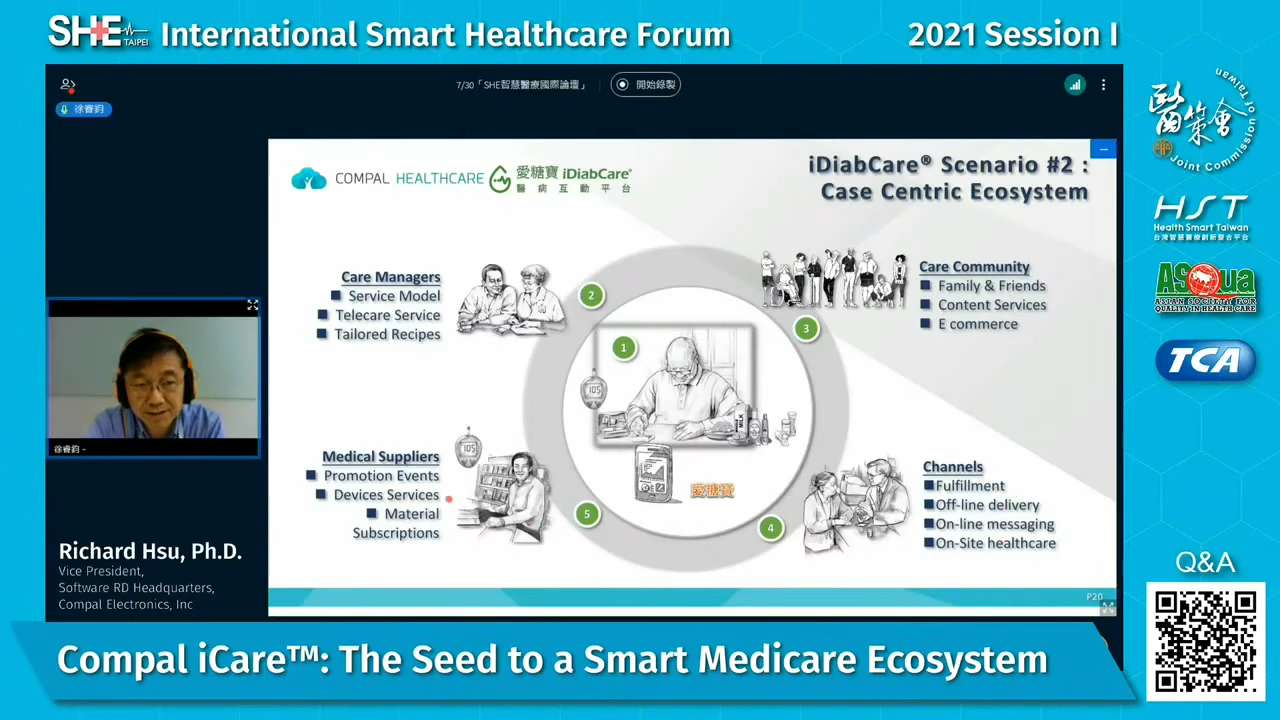 SHE TAIPEI International Smart Healthcare Forum
2021 Session I
7/30「SHE智慧醫療國際論壇」
開始錄製
徐睿鈞
COMPAL HEALTHCARE
愛糖寶 iDiabCare®
醫病互動平台
iDiabCare® Scenario #2 :
Case Centric Ecosystem
Care Managers
Service Model
Telecare Service
Tailored Recipes
2
Care Community
Family & Friends
Content Services
E commerce
3
1
105
MILK
愛糖寶
Medical Suppliers
Promotion Events
Devices Services
Material
Subscriptions
105
5
Channels
Fulfillment
Off-line delivery
On-line messaging
On-Site healthcare
4
P20
徐睿鈞
Richard Hsu, Ph.D.
Vice President,
Software RD Headquarters,
Compal Electronics, Inc
醫策會
Joint Commission of Taiwan
HST
Health Smart Taiwan
台灣智慧醫療創新整合平台
ASQua
ASIAN SOCIETY FOR
QUALITY IN HEALTH CARE
TCA
Q&A
Compal iCare™: The Seed to a Smart Medicare Ecosystem